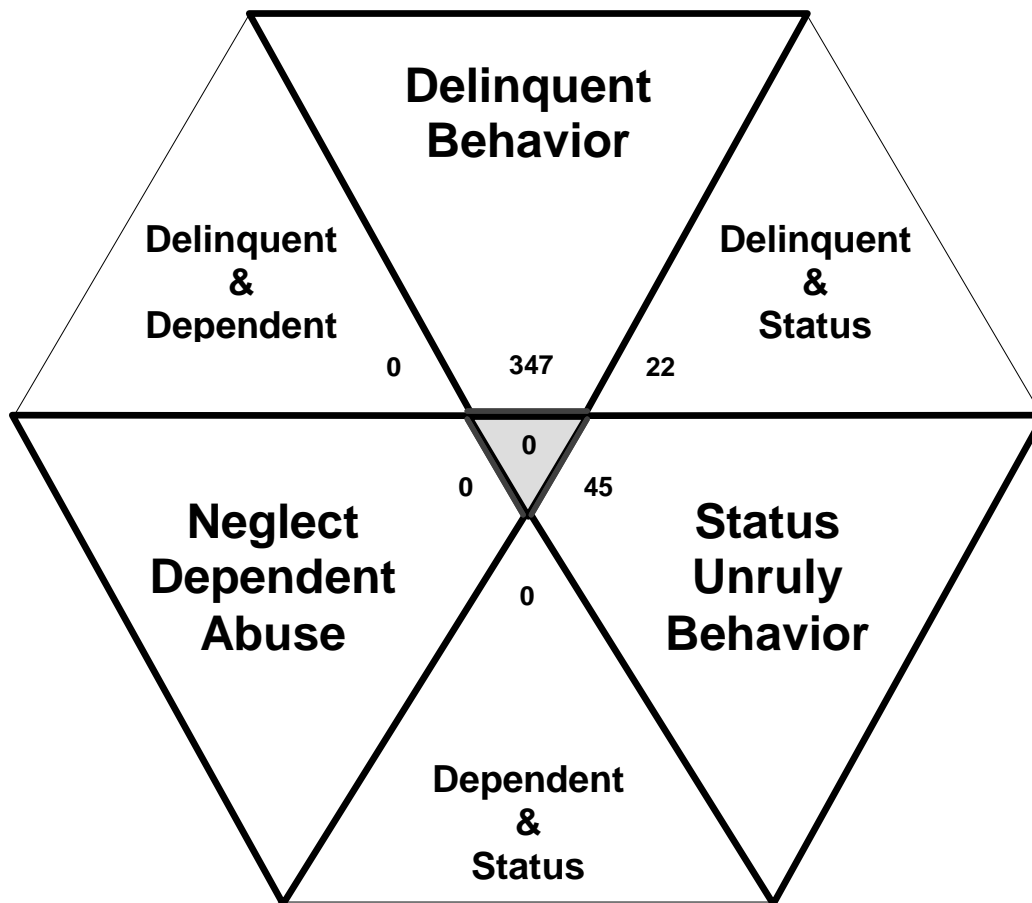 Delinquent
Behavior
Delinquent
&
Dependent
Delinquent
&
Status
0
347
22
0
0
45
Neglect
Dependent
Abuse
Status
Unruly
Behavior
0
Dependent
&
Status